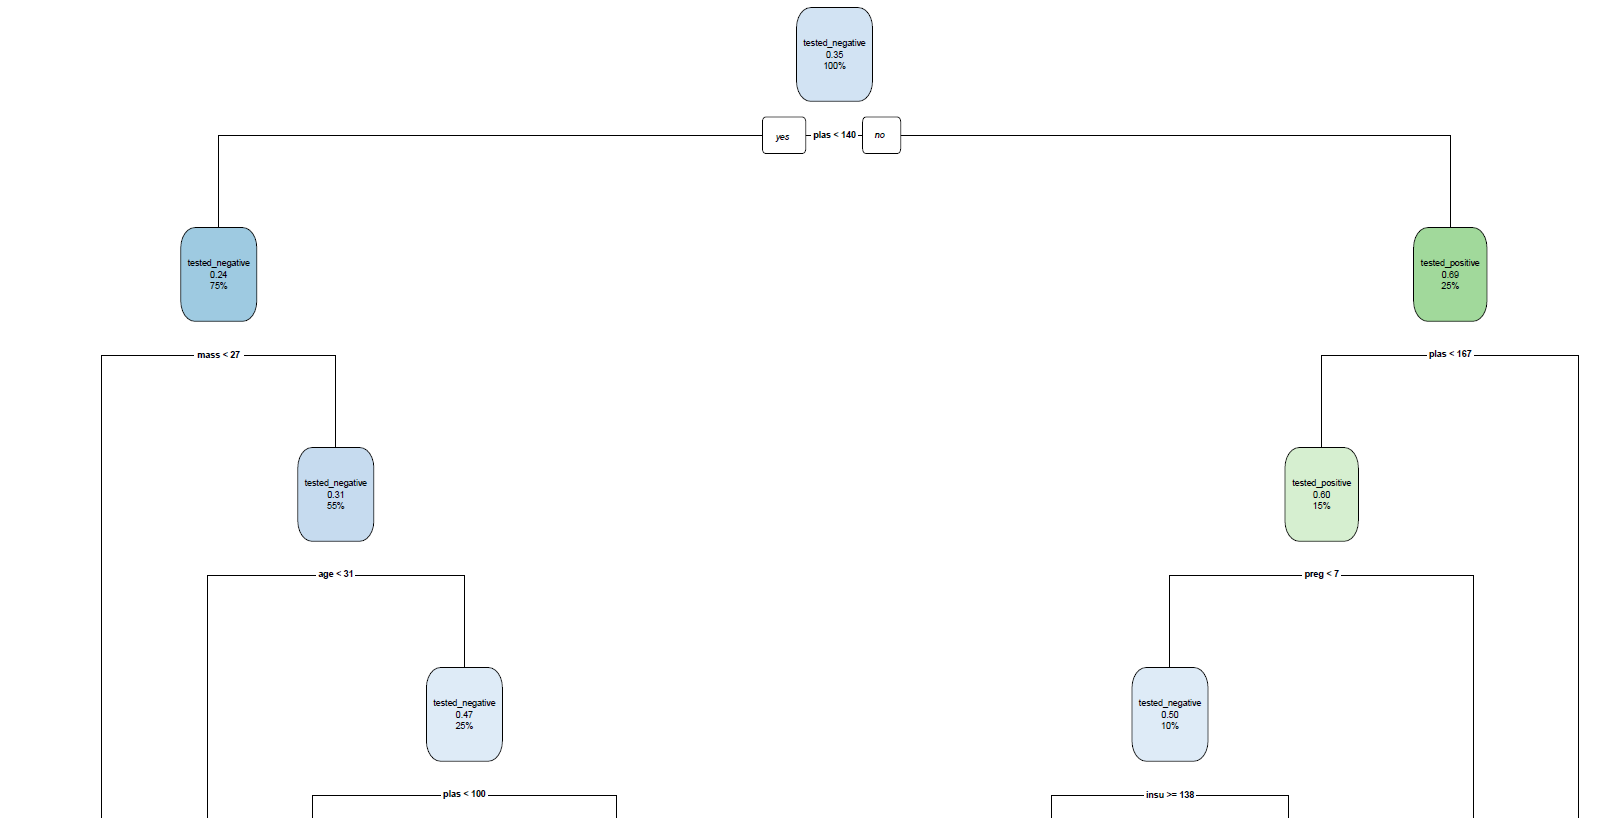 tested_negative
0.35
100%
yes
plas < 140
no
tested_negative
0.24
75%
tested_positive
0.69
25%
mass < 27
plas < 167
tested_negative
0.31
55%
tested_positive
0.60
15%
age < 31
preg < 7
tested_negative
0.47
25%
tested_negative
0.50
10%
plas < 100
insu >= 138